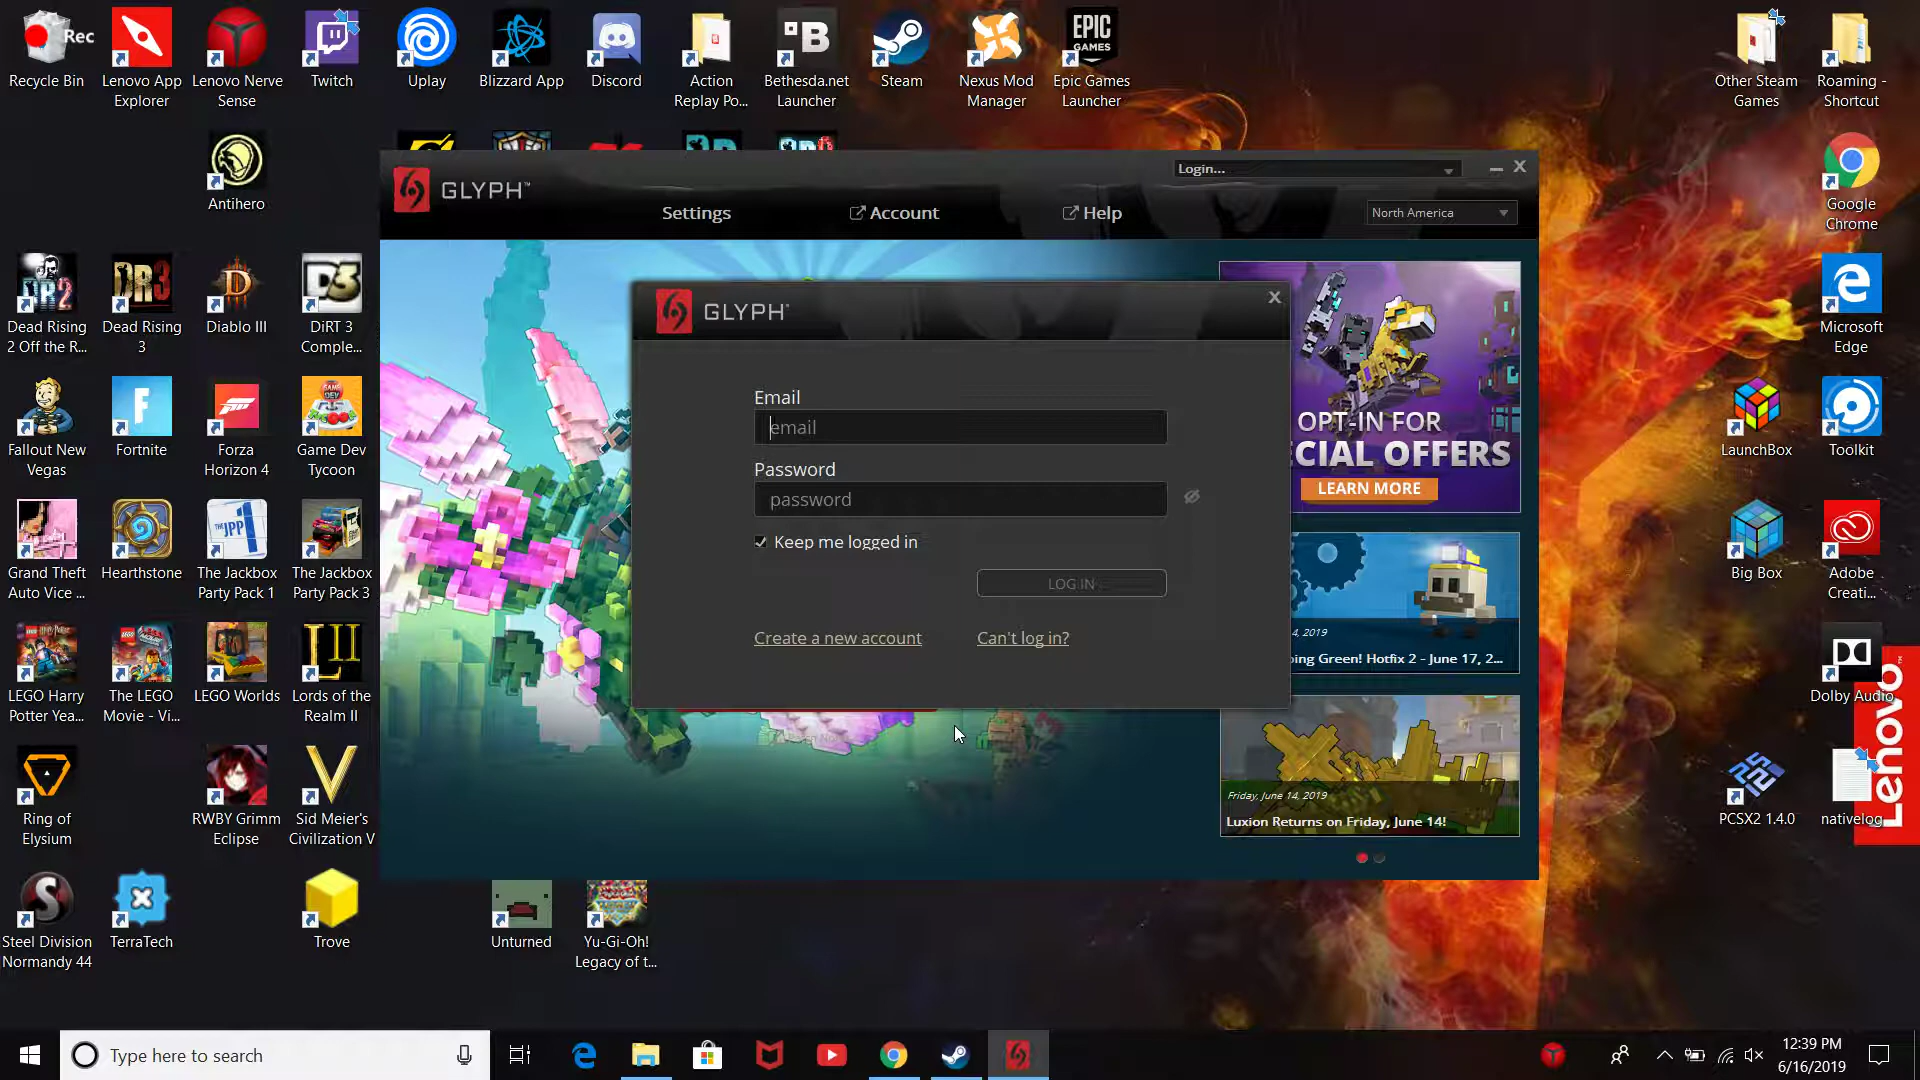 Rec
Recycle Bin
Lenovo App
Explorer
Lenovo Nerve
Sense
Twitch
Uplay
Blizzard App
Discord
Action
Replay Po...
Bethesda.net
Launcher
Steam
Nexus Mod
Manager
EPIC
GAMES
Epic Games
Launcher
Other Steam
Games
Roaming -
Shortcut
Antihero
Google
Chrome
GLYPH™
Login...
Settings
Account
Help
North America
Dead Rising
2 Off the R...
Dead Rising
3
Diablo III
DiRT 3
Comple...
Microsoft
Edge
GLYPH
Email
email
Password
password
Keep me logged in
LOG IN
Create a new account
Can't log in?
OPT-IN FOR
CIAL OFFERS
LEARN MORE
4, 2019
ing Green! Hotfix 2 - June 17, 2...
Friday, June 14, 2019
Luxion Returns on Friday, June 14!
Fallout New
Vegas
Fortnite
Forza
Horizon 4
Game Dev
Tycoon
LaunchBox
Toolkit
Grand Theft
Auto Vice ...
Hearthstone
THE JPP 1
The Jackbox
Party Pack 1
The Jackbox
Party Pack 3
Big Box
Adobe
Creati...
LEGO Harry
Potter Yea...
The LEGO
Movie - Vi...
LEGO Worlds
Lords of the
Realm II
Dolby Audio
Lenovo
Ring of
Elysium
RWBY Grimm
Eclipse
Sid Meier's
Civilization V
PCSX2 1.4.0
nativelog
Steel Division
Normandy 44
TerraTech
Trove
Unturned
Yu-Gi-Oh!
Legacy of t...
Type here to search
12:39 PM
6/16/2019